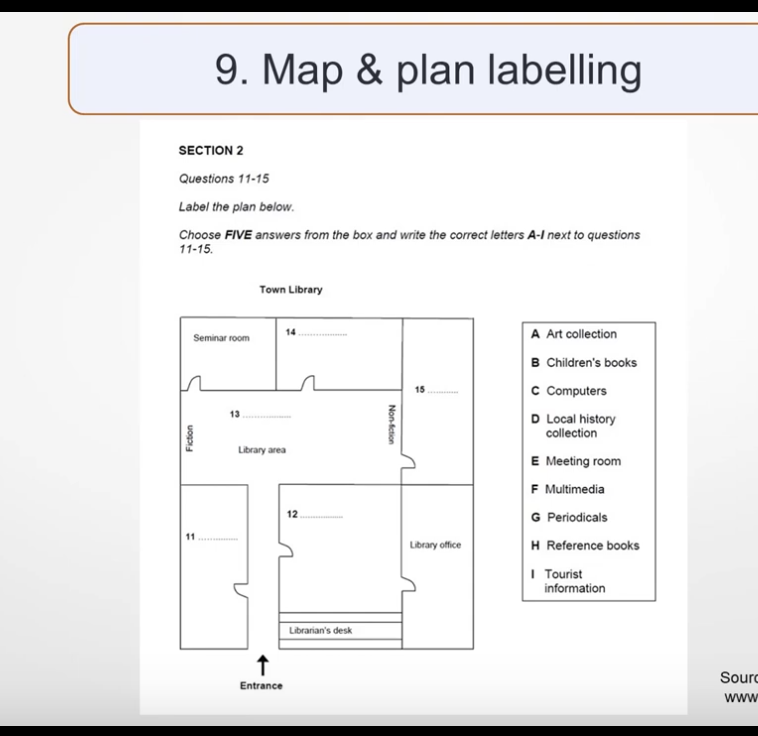 9. Map & plan labelling
SECTION 2
Questions 11-15
Label the plan below.
Choose FIVE answers from the box and write the correct letters A-I next to questions
11-15.
Town Library
Seminar room
14 ..................
15 ...........
13 ..................
Fiction
Non-fiction
Library area
12 ................
11 ...............
Library office
Librarian's desk
Entrance
A Art collection
B Children's books
C Computers
D Local history
collection
E Meeting room
F Multimedia
G Periodicals
H Reference books
I Tourist
information
www